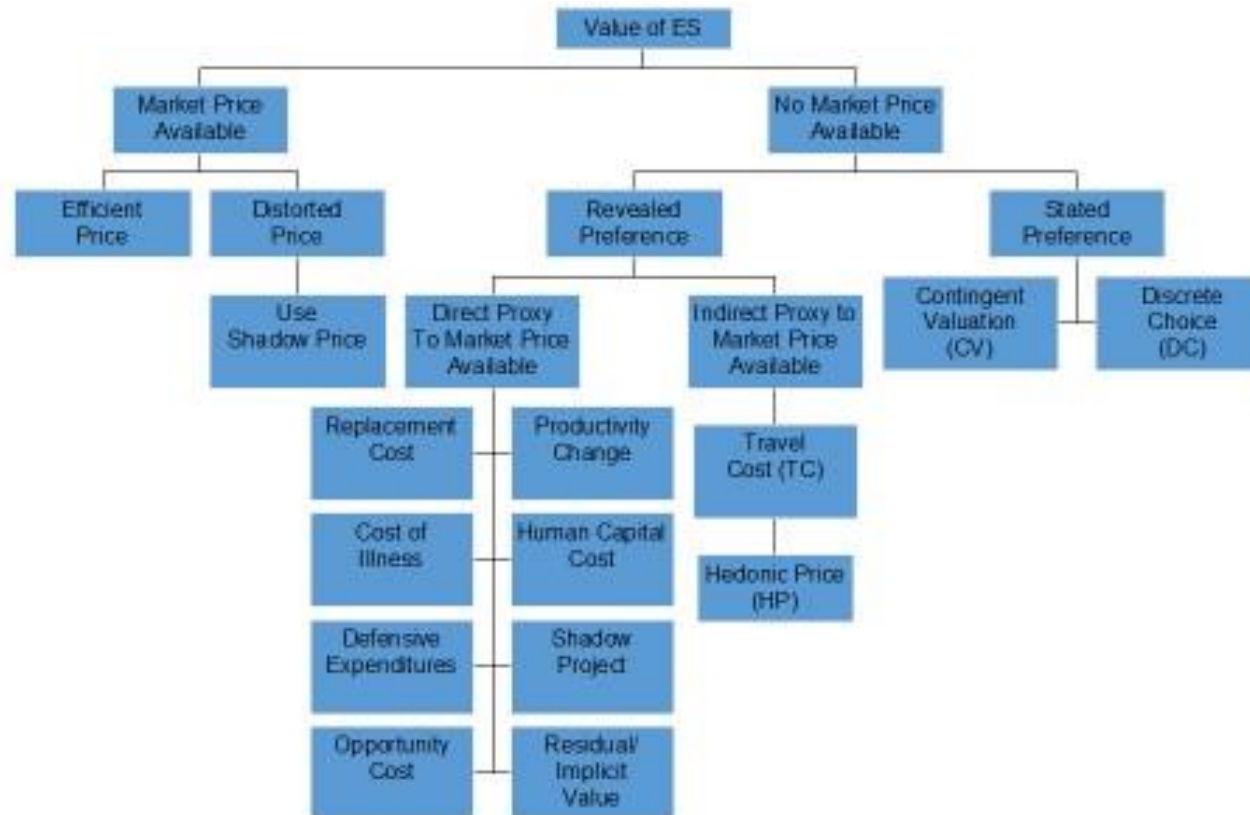 Value of ES
Market Price
Available
No Market Price
Available
Efficient
Price
Distorted
Price
Revealed
Preference
Stated
Preference
Use
Shadow Price
Direct Proxy
To Market Price
Available
Indirect Proxy to
Market Price
Available
Contingent
Valuation
(CV)
Discrete
Choice
(DC)
Replacement
Cost
Productivity
Change
Travel
Cost (TC)
Cost of
Illness
Human Capital
Cost
Hedonic Price
(HP)
Defensive
Expenditures
Shadow
Project
Opportunity
Cost
Residual/
Implicit
Value